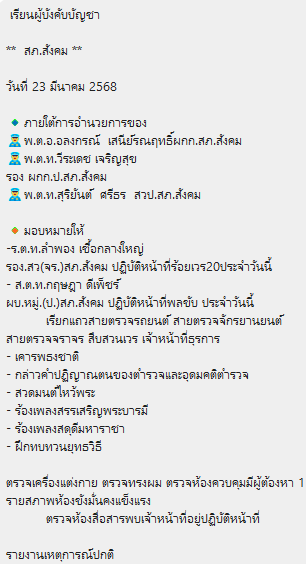 เรียนผู้บังคับบัญชา
** สภ.สังคม **
วันที่ 23 มีนาคม 2568
🔹ภายใต้การอำนวยการของ
👮พ.ต.อ.อลงกรณ์ เสนีย์รณฤทธิ์ผกก.สภ.สังคม
👮พ.ต.ท.วีระเดช เจริญสุข
รอง ผกก.ป.สภ.สังคม
👮พ.ต.ท.สุริยันต์ ศรีธร สวป.สภ.สังคม
🔸มอบหมายให้
-ร.ต.ท.ลำพอง เชื้อกลางใหญ่
รอง.สว(จร.)สภ.สังคม ปฏิบัติหน้าที่ร้อยเวร20ประจำวันนี้
- ส.ต.ท.กฤษฎา ดีเพ็ชร์
ผบ.หมู่.(ป.)สภ.สังคม ปฏิบัติหน้าที่พลขับ ประจำวันนี้
เรียกแถวสายตรวจรถยนต์ สายตรวจจักรยานยนต์
สายตรวจจราจร สืบสวนเวร เจ้าหน้าที่ธุรการ
- เคารพธงชาติ
- กล่าวคำปฏิญาณตนของตำรวจและอุดมคติตำรวจ
- สวดมนต์ไหว้พระ
- ร้องเพลงสรรเสริญพระบารมี
- ร้องเพลงสดุดีมหาราชา
- ฝึกทบทวนยุทธวิธี
ตรวจเครื่องแต่งกาย ตรวจทรงผม ตรวจห้องควบคุมมีผู้ต้องหา 1
รายสภาพห้องขังมั่นคงแข็งแรง
ตรวจห้องสื่อสารพบเจ้าหน้าที่อยู่ปฏิบัติหน้าที่
รายงานเหตุการณ์ปกติ